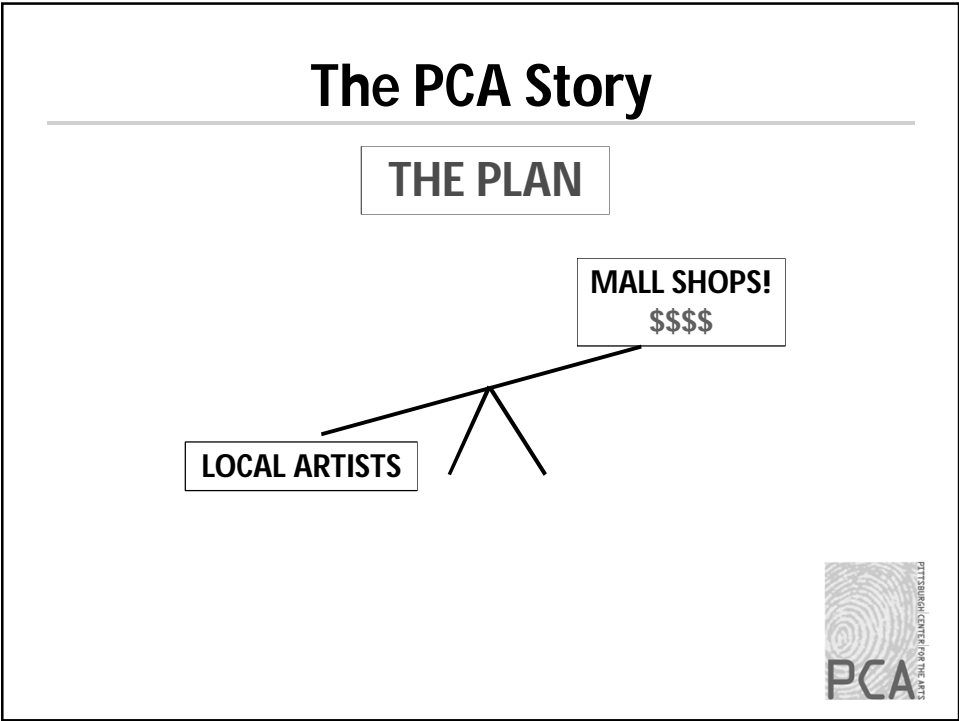 The PCA Story
THE PLAN
MALL SHOPS!
$$$$
LOCAL ARTISTS
PITTSBURGH CENTER FOR THE ARTS
PCA